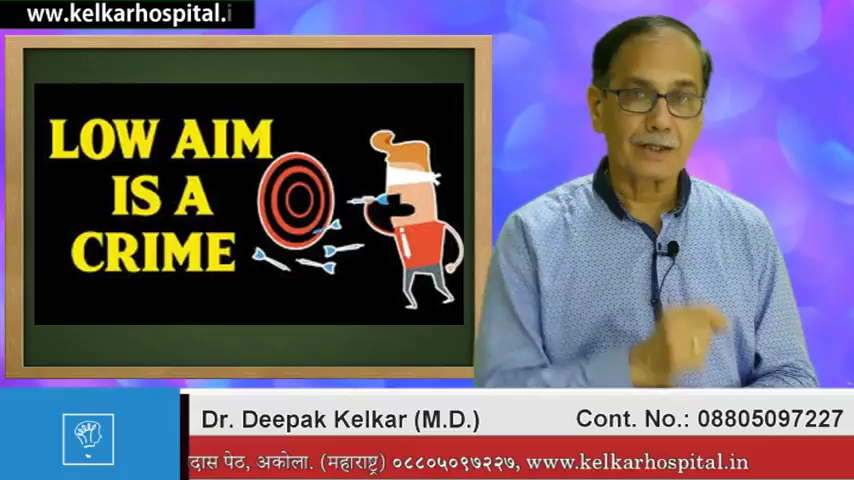 ww.kelkarhospital.i
LOW AIM
IS A
CRIME
Dr. Deepak Kelkar (M.D.)
Cont. No.: 08805097227
दास पेठ, अकोला. (महाराष्ट्र) ०८८०५०९७२२७, www.kelkarhospital.in